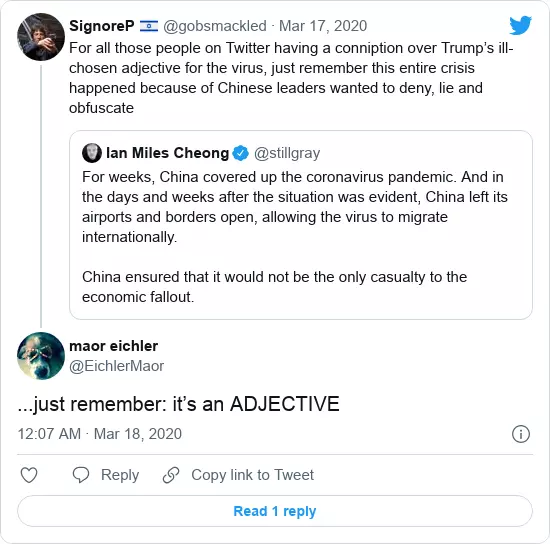 SignoreP 🇮🇱 @gobsmackled · Mar 17, 2020
For all those people on Twitter having a conniption over Trump’s ill-
chosen adjective for the virus, just remember this entire crisis
happened because of Chinese leaders wanted to deny, lie and
obfuscate
Ian Miles Cheong @stillgray
For weeks, China covered up the coronavirus pandemic. And in
the days and weeks after the situation was evident, China left its
airports and borders open, allowing the virus to migrate
internationally.
China ensured that it would not be the only casualty to the
economic fallout.
maor eichler
@EichlerMaor
...just remember: it’s an ADJECTIVE
12:07 AM · Mar 18, 2020
Reply Copy link to Tweet
Read 1 reply